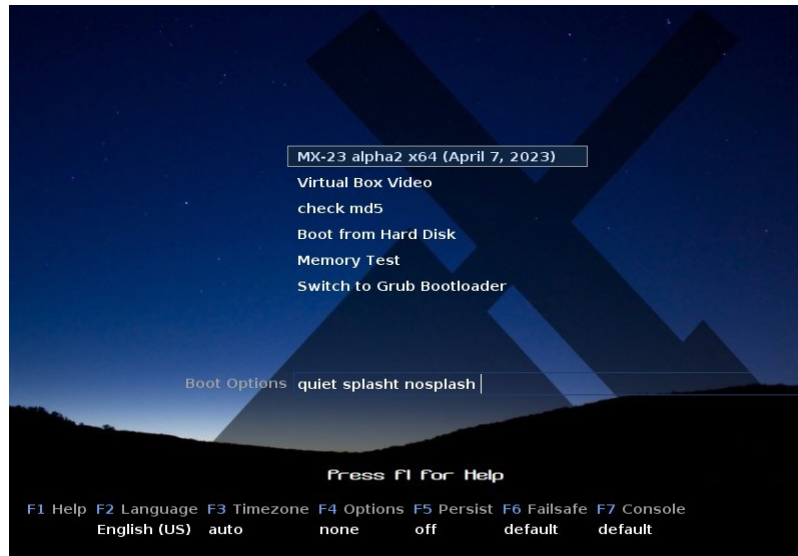 MX-23 alpha2 x64 (April 7, 2023)
Virtual Box Video
check md5
Boot from Hard Disk
Memory Test
Switch to Grub Bootloader
Boot Options quiet splasht nosplash
Press F1 for Help
F1 Help F2 Language F3 Timezone F4 Options F5 Persist F6 Failsafe F7 Console
English (US) auto none off default default